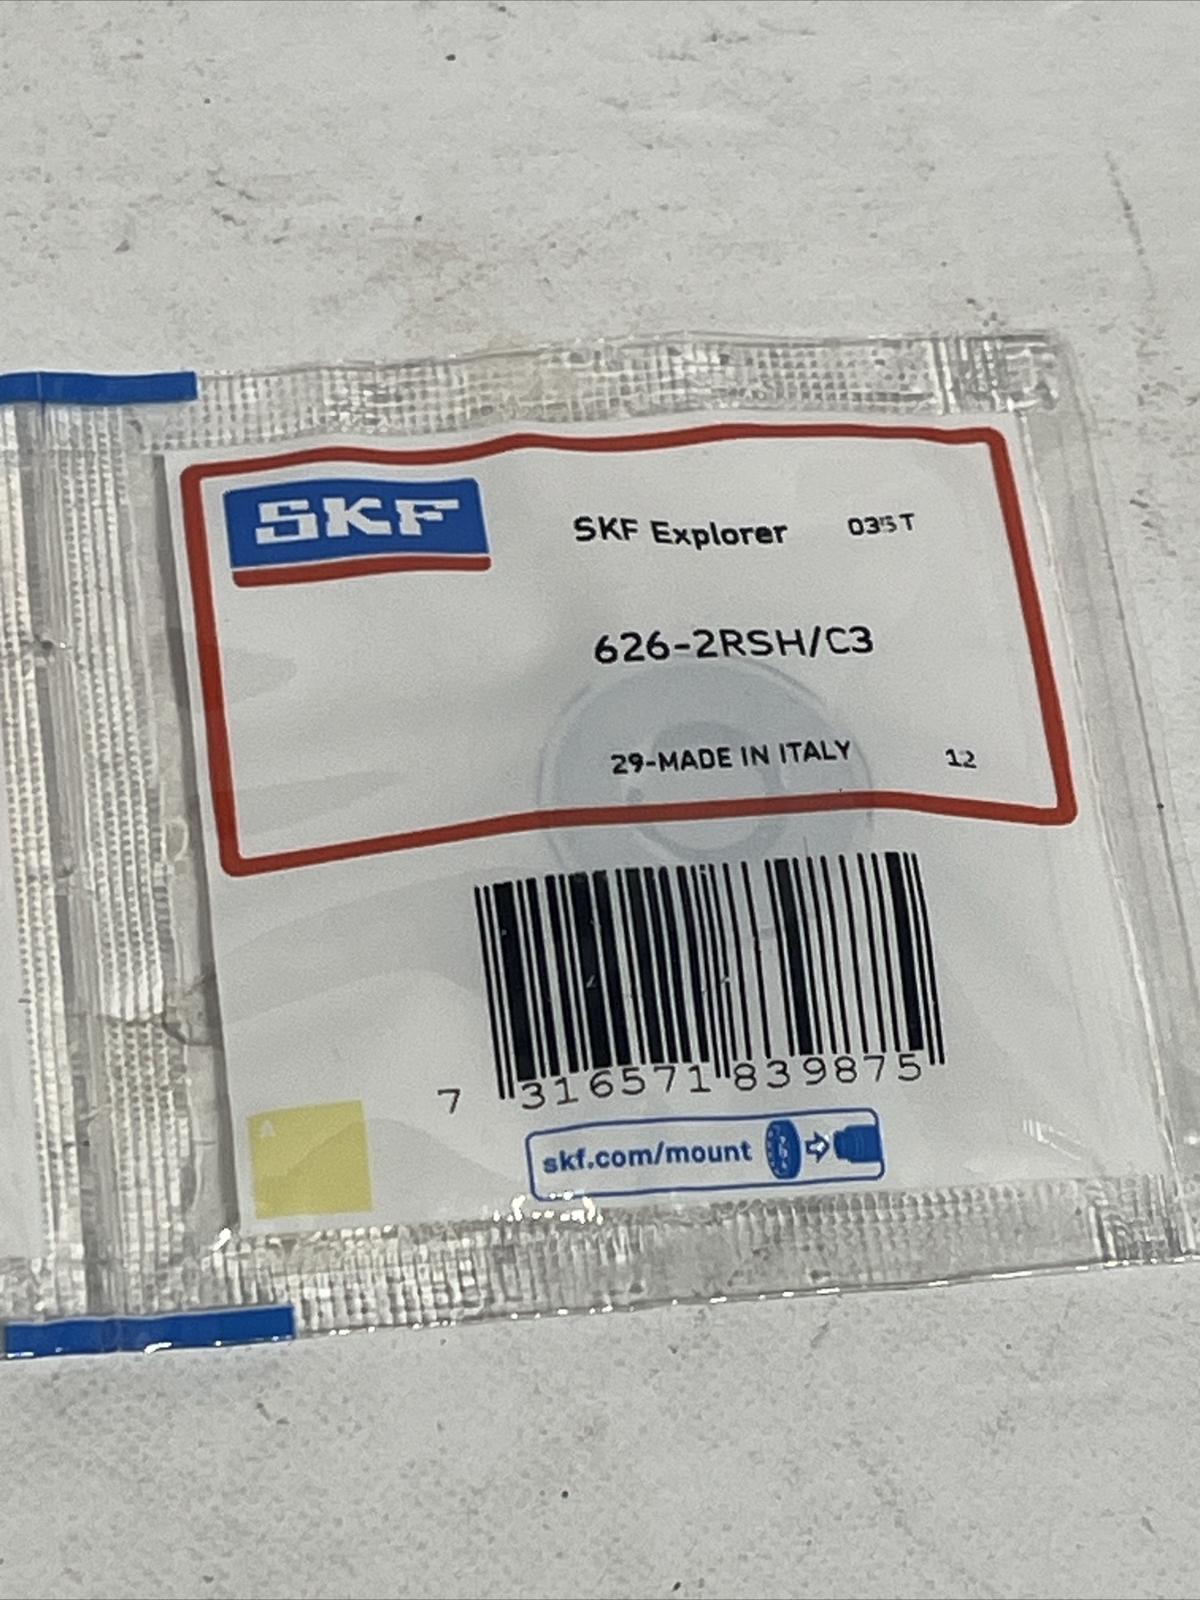 SKF
SKF Explorer 035T
626-2RSH/C3
29-MADE IN ITALY 12
7 316571 839875
A
skf.com/mount